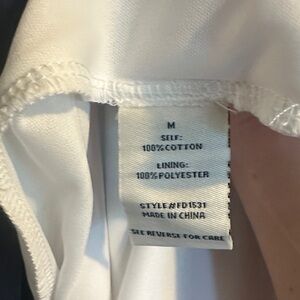 M
SELF:
100%COTTON
LINING:
100%POLYESTER
STYLE#FD1531
MADE IN CHINA
SEE REVERSE FOR CARE